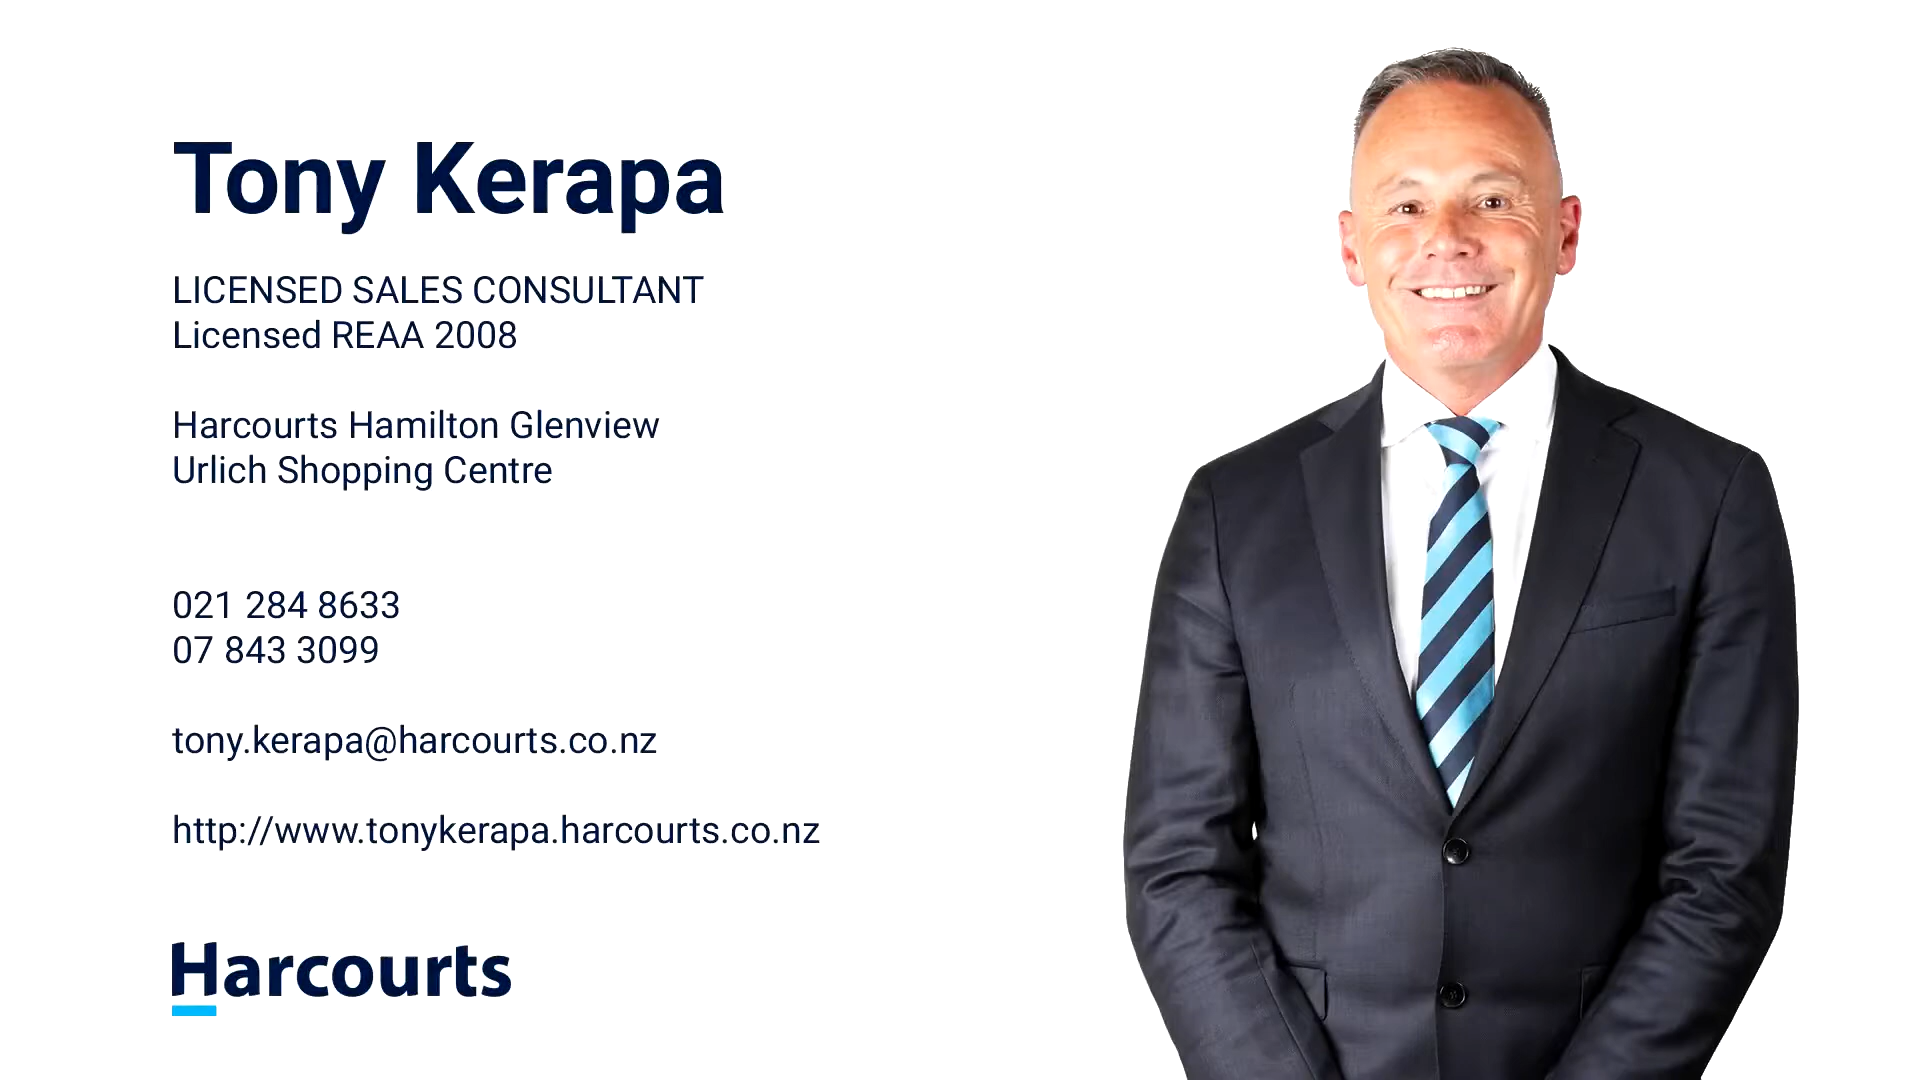 Tony Kerapa
LICENSED SALES CONSULTANT
Licensed REAA 2008
Harcourts Hamilton Glenview
Urlich Shopping Centre
021 284 8633
07 843 3099
tony.kerapa@harcourts.co.nz
http://www.tonykerapa.harcourts.co.nz
Harcourts